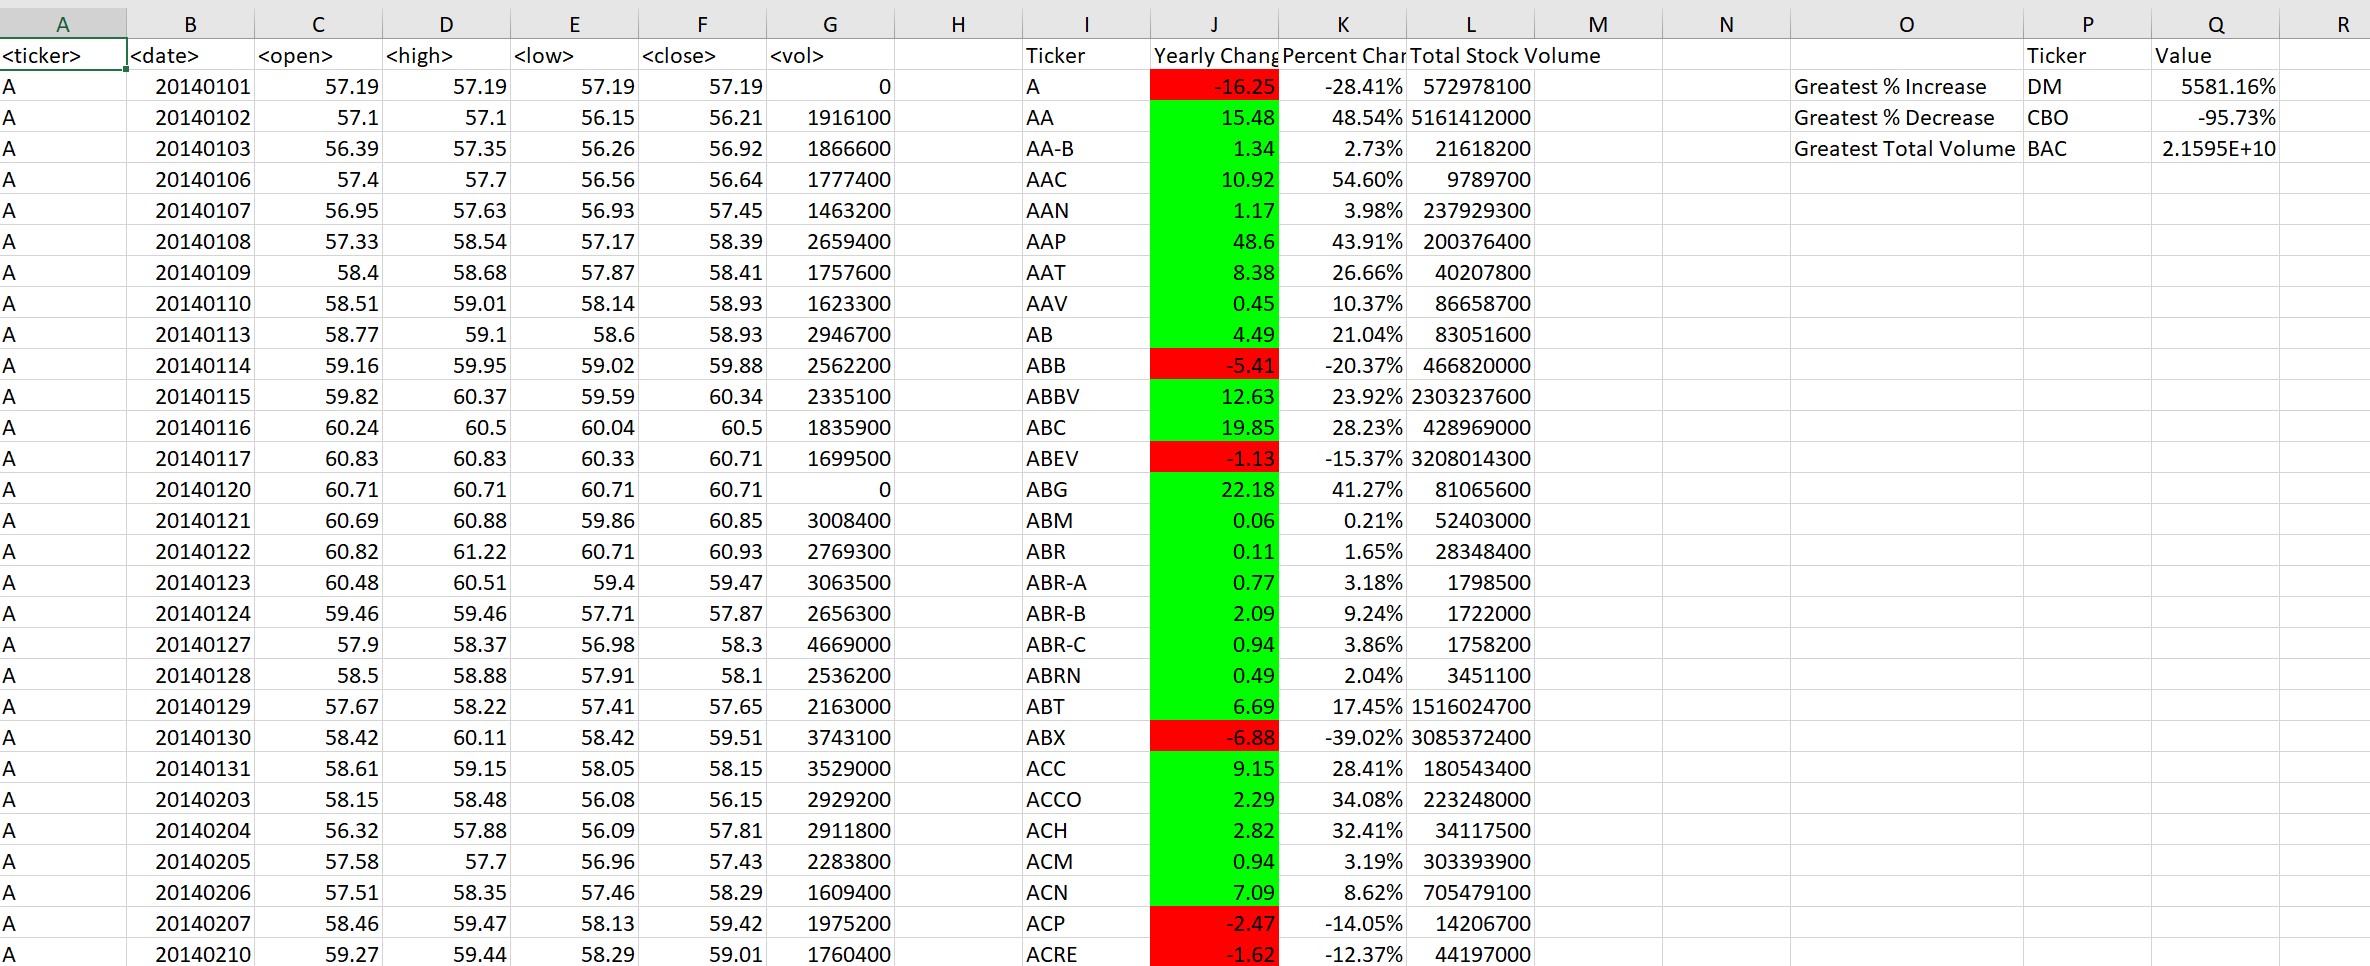 A B C D E F G H I J K L M N O P Q R
<ticker> <date> <open> <high> <low> <close> <vol> Ticker Yearly Chang Percent Char Total Stock Volume Ticker Value
A 20140101 57.19 57.19 57.19 57.19 0 A -16.25 -28.41% 572978100 Greatest % Increase DM 5581.16%
A 20140102 57.1 57.1 56.15 56.21 1916100 AA 15.48 48.54% 5161412000 Greatest % Decrease CBO -95.73%
A 20140103 56.39 57.35 56.26 56.92 1866600 AA-B 1.34 2.73% 21618200 Greatest Total Volume BAC 2.1595E+10
A 20140106 57.4 57.7 56.56 56.64 1777400 AAC 10.92 54.60% 9789700
A 20140107 56.95 57.63 56.93 57.45 1463200 AAN 1.17 3.98% 237929300
A 20140108 57.33 58.54 57.17 58.39 2659400 AAP 48.6 43.91% 200376400
A 20140109 58.4 58.68 57.87 58.41 1757600 AAT 8.38 26.66% 40207800
A 20140110 58.51 59.01 58.14 58.93 1623300 AAV 0.45 10.37% 86658700
A 20140113 58.77 59.1 58.6 58.93 2946700 AB 4.49 21.04% 83051600
A 20140114 59.16 59.95 59.02 59.88 2562200 ABB -5.41 -20.37% 466820000
A 20140115 59.82 60.37 59.59 60.34 2335100 ABBV 12.63 23.92% 2303237600
A 20140116 60.24 60.5 60.04 60.5 1835900 ABC 19.85 28.23% 428969000
A 20140117 60.83 60.83 60.33 60.71 1699500 ABEV -1.13 -15.37% 3208014300
A 20140120 60.71 60.71 60.71 60.71 0 ABG 22.18 41.27% 81065600
A 20140121 60.69 60.88 59.86 60.85 3008400 ABM 0.06 0.21% 52403000
A 20140122 60.82 61.22 60.71 60.93 2769300 ABR 0.11 1.65% 28348400
A 20140123 60.48 60.51 59.4 59.47 3063500 ABR-A 0.77 3.18% 1798500
A 20140124 59.46 59.46 57.71 57.87 2656300 ABR-B 2.09 9.24% 1722000
A 20140127 57.9 58.37 56.98 58.3 4669000 ABR-C 0.94 3.86% 1758200
A 20140128 58.5 58.88 57.91 58.1 2536200 ABRN 0.49 2.04% 3451100
A 20140129 57.67 58.22 57.41 57.65 2163000 ABT 6.69 17.45% 1516024700
A 20140130 58.42 60.11 58.42 59.51 3743100 ABX -6.88 -39.02% 3085372400
A 20140131 58.61 59.15 58.05 58.15 3529000 ACC 9.15 28.41% 180543400
A 20140203 58.15 58.48 56.08 56.15 2929200 ACCO 2.29 34.08% 223248000
A 20140204 56.32 57.88 56.09 57.81 2911800 ACH 2.82 32.41% 34117500
A 20140205 57.58 57.7 56.96 57.43 2283800 ACM 0.94 3.19% 303393900
A 20140206 57.51 58.35 57.46 58.29 1609400 ACN 7.09 8.62% 705479100
A 20140207 58.46 59.47 58.13 59.42 1975200 ACP -2.47 -14.05% 14206700
A 20140210 59.27 59.44 58.29 59.01 1760400 ACRE -1.62 -12.37% 44197000